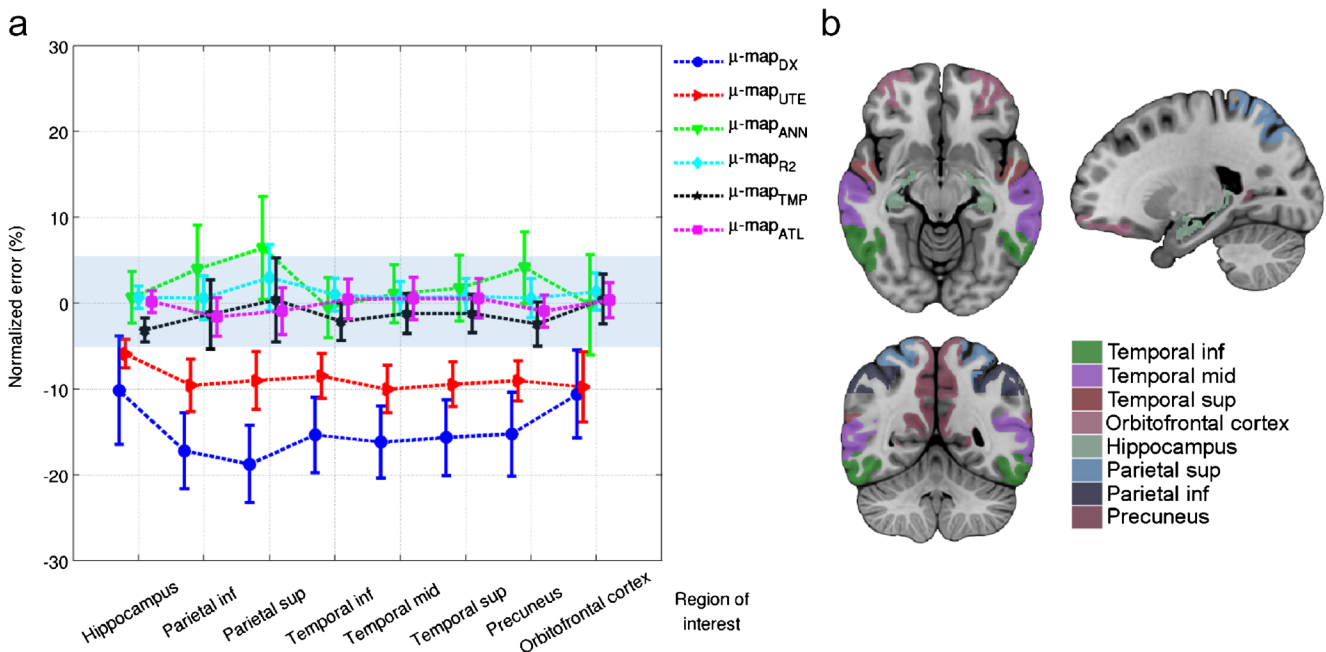 a
30
20
10
0
-10
-20
-30
Normalized error (%)
Hippocampus
Parietal inf
Parietal sup
Temporal inf
Temporal mid
Temporal sup
Precuneus
Orbitofrontal cortex
Region of
interest
μ-mapDX
μ-mapUTE
μ-mapANN
μ-mapR2
μ-mapTMP
μ-mapATL
b
Temporal inf
Temporal mid
Temporal sup
Orbitofrontal cortex
Hippocampus
Parietal sup
Parietal inf
Precuneus